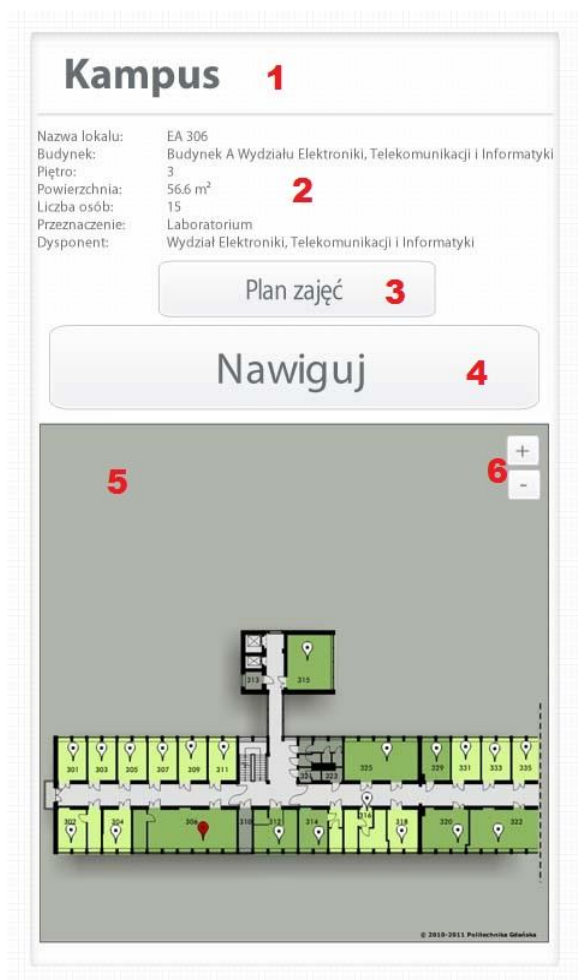 Kampus 1
Nazwa lokalu: EA 306
Budynek: Budynek A Wydziału Elektroniki, Telekomunikacji i Informatyki
Piętro: 3
Powierzchnia: 56.6 m²
Liczba osób: 15
Przeznaczenie: Laboratorium
Dysponent: Wydział Elektroniki, Telekomunikacji i Informatyki
2
Plan zajęć 3
Nawiguj 4
+
5 6
-
313 315
301 303 305 307 309 311 323 325 329 331 333 335
302 304 306 310 312 314 316 318 320 322
© 2010-2011 Politechnika Gdańska